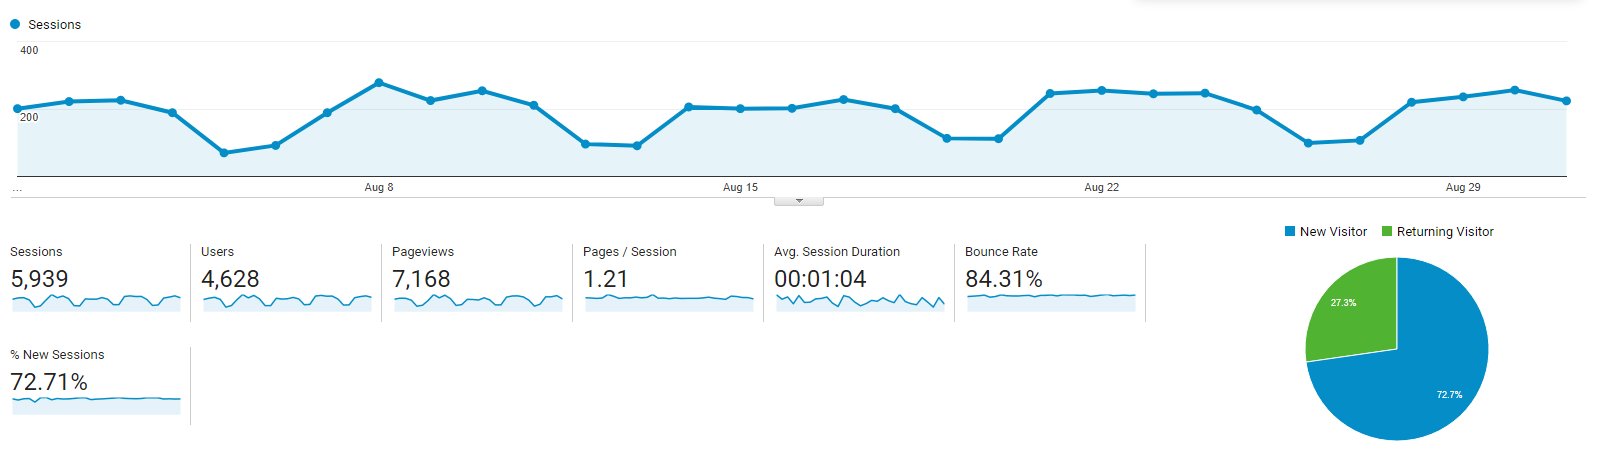 Sessions
400
200
...
Aug 8
Aug 15
Aug 22
Aug 29
Sessions
5,939
Users
4,628
Pageviews
7,168
Pages / Session
1.21
Avg. Session Duration
00:01:04
Bounce Rate
84.31%
% New Sessions
72.71%
New Visitor
Returning Visitor
27.3%
72.7%